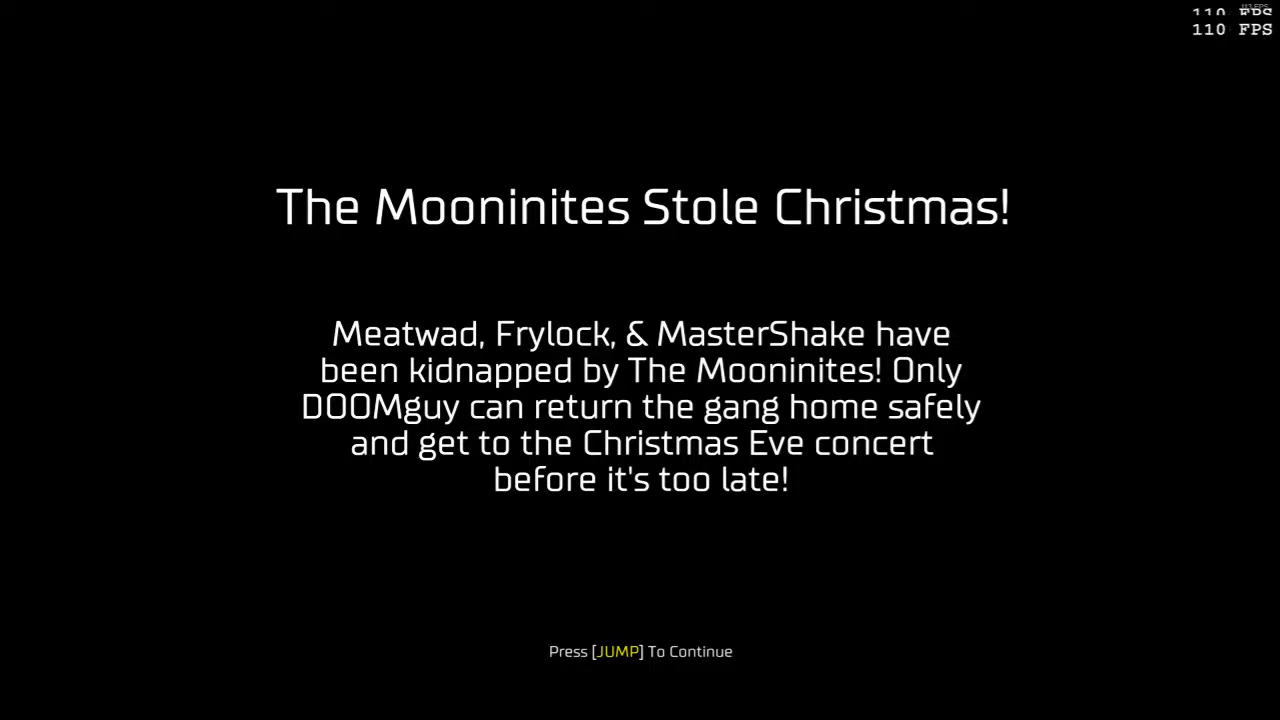 110 FPS
110 FPS
The Mooninites Stole Christmas!
Meatwad, Frylock, & MasterShake have
been kidnapped by The Mooninites! Only
DOOMguy can return the gang home safely
and get to the Christmas Eve concert
before it's too late!
Press [JUMP] To Continue